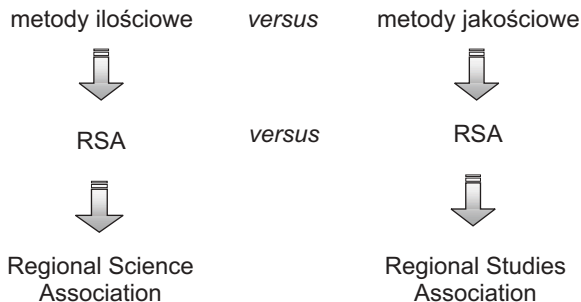 metody ilościowe versus metody jakościowe
RSA versus RSA
Regional Science Regional Studies
Association Association